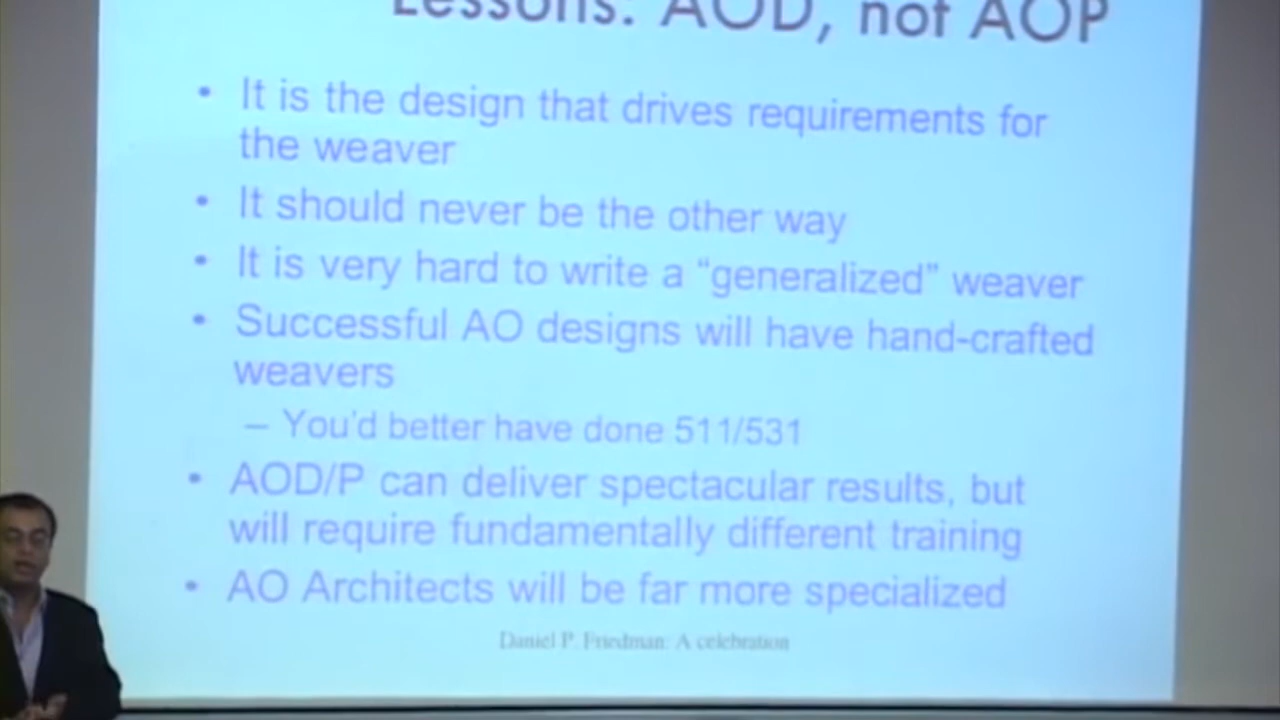 Lessons: AOD, not AOP
• It is the design that drives requirements for
the weaver
• It should never be the other way
• It is very hard to write a “generalized” weaver
• Successful AO designs will have hand-crafted
weavers
– You'd better have done 511/531
• AOD/P can deliver spectacular results, but
will require fundamentally different training
• AO Architects will be far more specialized
Daniel P. Friedman: A celebration